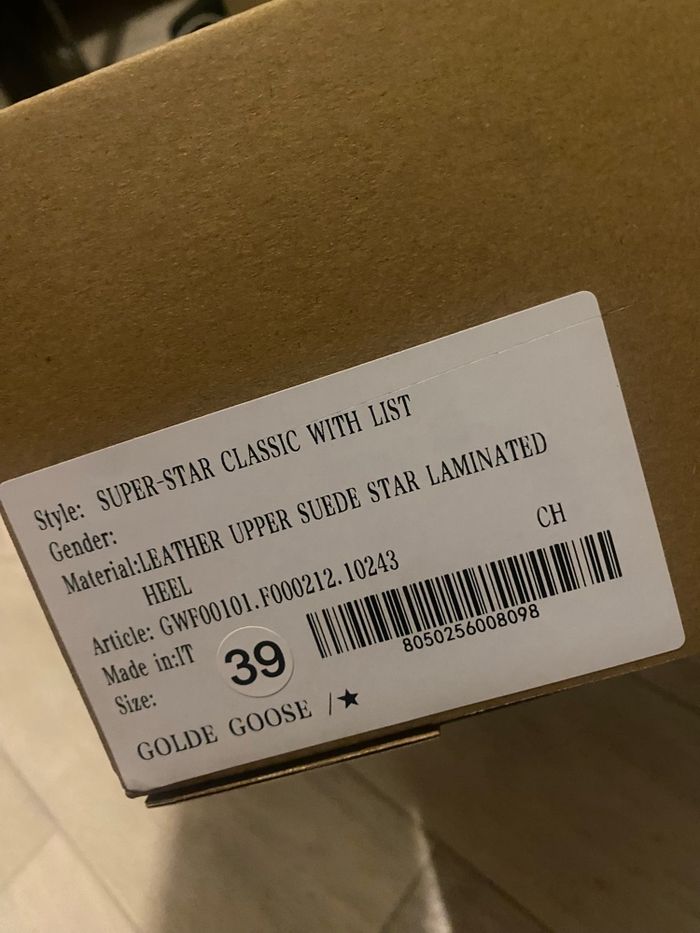 Style: SUPER-STAR CLASSIC WITH LIST
Gender:
Material:LEATHER UPPER SUEDE STAR LAMINATED
HEEL
CH
Article: GWF00101.F000212.10243
Made in:IT
Size:
39
8050256008098
GOLDE GOOSE /★